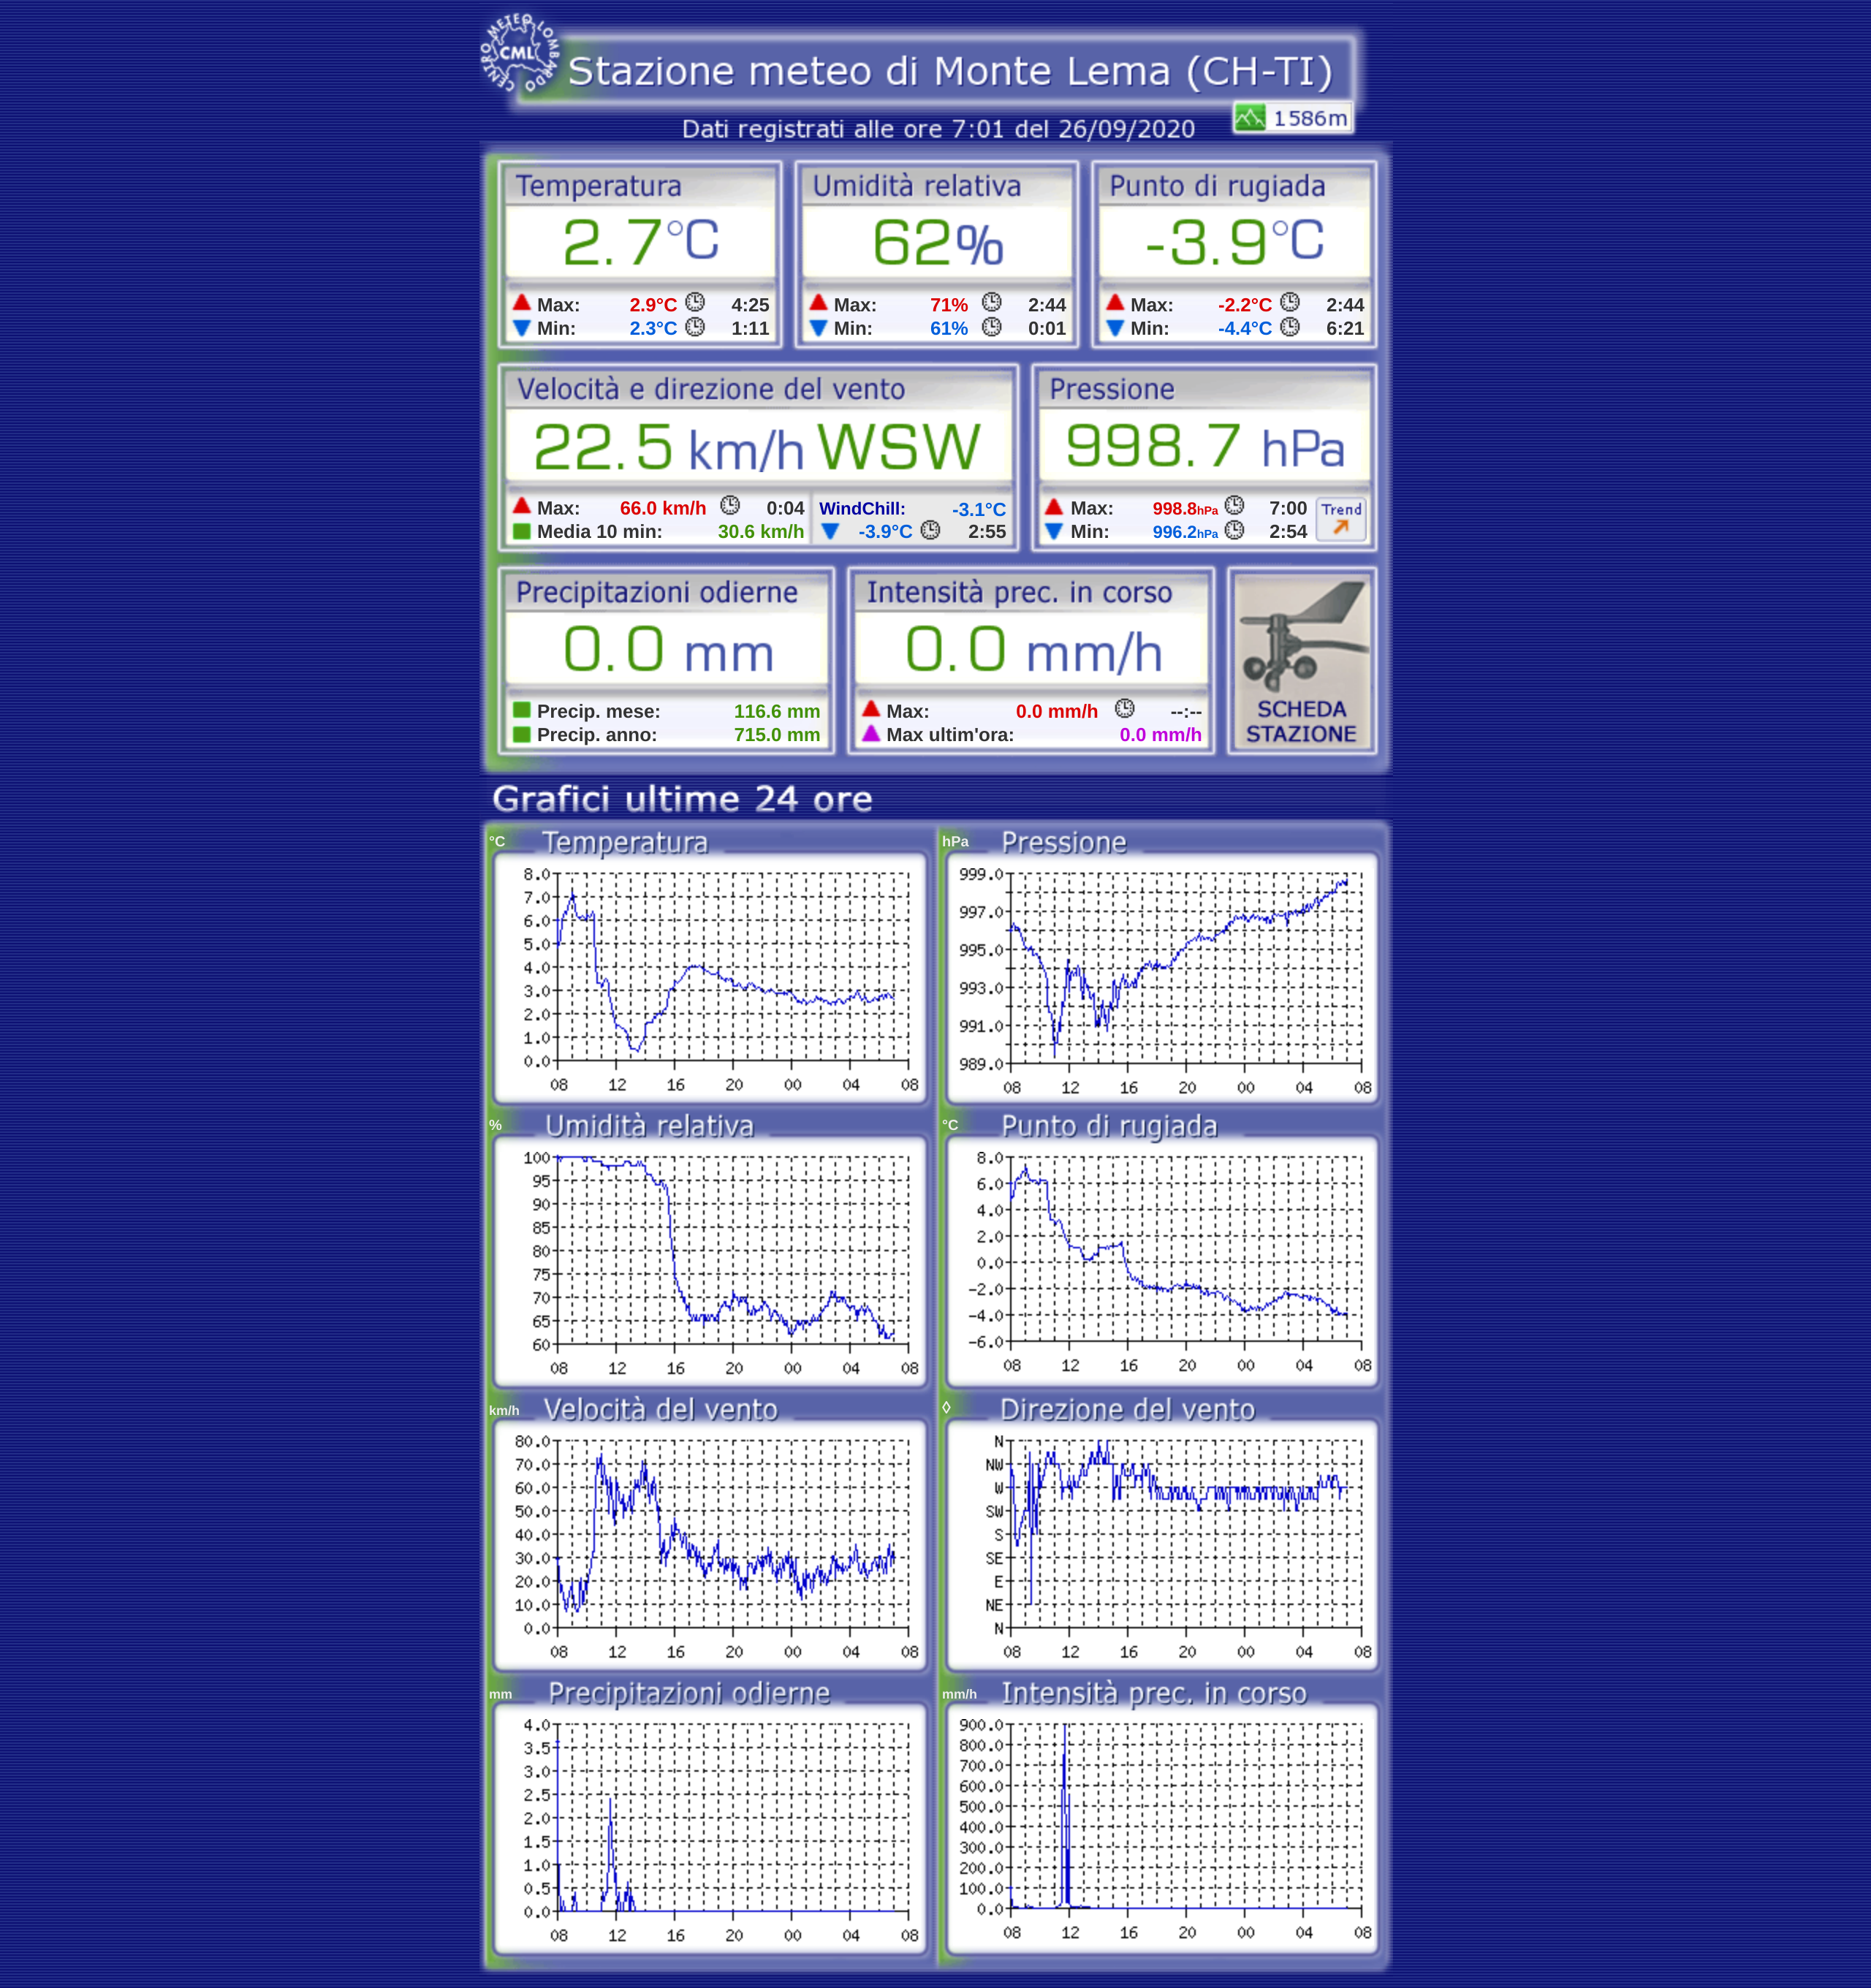 CENTRO METEO LOMBARDO
CML
Stazione meteo di Monte Lema (CH-TI)
1586m
Dati registrati alle ore 7:01 del 26/09/2020
Temperatura Umidità relativa Punto di rugiada
2.7°C 62% -3.9°C
Max: 2.9°C 4:25 Max: 71% 2:44 Max: -2.2°C 2:44
Min: 2.3°C 1:11 Min: 61% 0:01 Min: -4.4°C 6:21
Velocità e direzione del vento Pressione
22.5 km/h WSW 998.7 hPa
Max: 66.0 km/h 0:04 WindChill: -3.1°C Max: 998.8hPa 7:00 Trend
Media 10 min: 30.6 km/h -3.9°C 2:55 Min: 996.2hPa 2:54
Precipitazioni odierne Intensità prec. in corso
0.0 mm 0.0 mm/h
Precip. mese: 116.6 mm Max: 0.0 mm/h --:-- SCHEDA
Precip. anno: 715.0 mm Max ultim'ora: 0.0 mm/h STAZIONE
Grafici ultime 24 ore
°C Temperatura hPa Pressione
8.0 999.0
7.0
6.0 997.0
5.0 995.0
4.0
3.0 993.0
2.0 991.0
1.0
0.0 989.0
08 12 16 20 00 04 08 08 12 16 20 00 04 08
% Umidità relativa °C Punto di rugiada
100 8.0
95 6.0
90 4.0
85 2.0
80 0.0
75 -2.0
70 -4.0
65 -6.0
60
08 12 16 20 00 04 08 08 12 16 20 00 04 08
km/h Velocità del vento ◊ Direzione del vento
80.0 N
70.0 NW
60.0 W
50.0 SW
40.0 S
30.0 SE
20.0 E
10.0 NE
0.0 N
08 12 16 20 00 04 08 08 12 16 20 00 04 08
mm Precipitazioni odierne mm/h Intensità prec. in corso
4.0 900.0
3.5 800.0
3.0 700.0
2.5 600.0
2.0 500.0
1.5 400.0
1.0 300.0
0.5 200.0
0.0 100.0
0.0
08 12 16 20 00 04 08 08 12 16 20 00 04 08